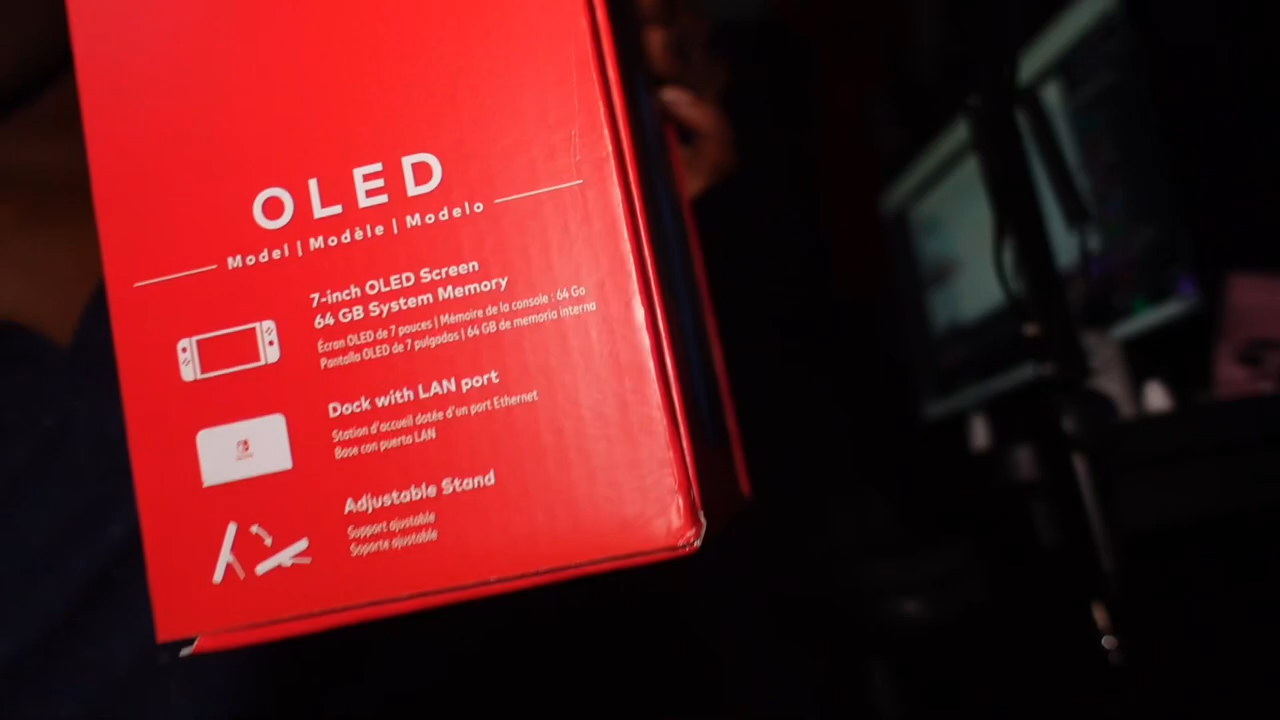 OLED
Model | Modèle | Modelo
7-inch OLED Screen
64 GB System Memory
Écran OLED de 7 pouces | Mémoire de la console : 64 Go
Pantalla OLED de 7 pulgadas | 64 GB de memoria interna
Dock with LAN port
Station d'accueil dotée d'un port Ethernet
Base con puerto LAN
Adjustable Stand
Support ajustable
Soporte ajustable